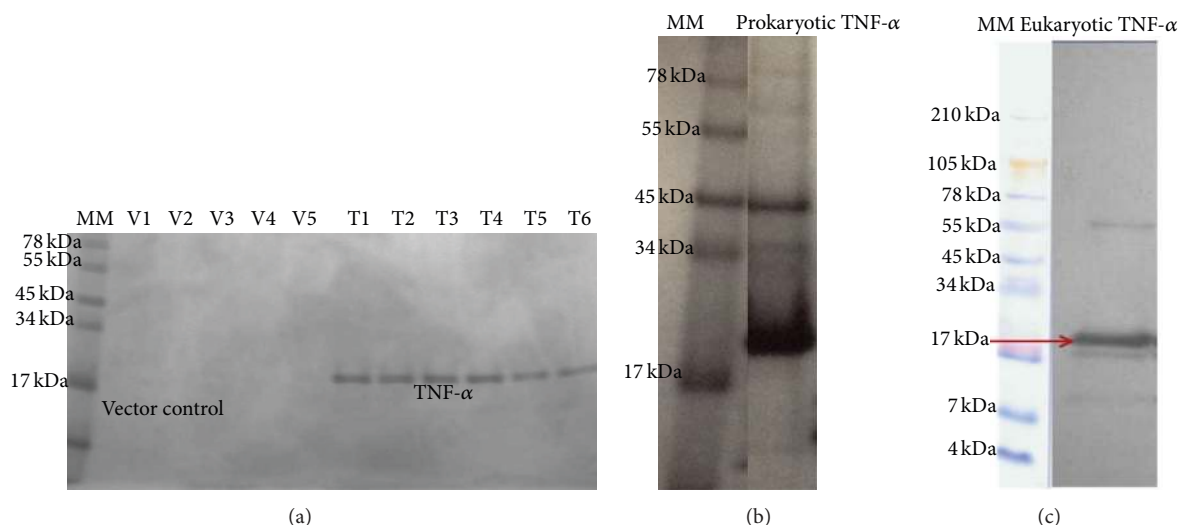 MM V1 V2 V3 V4 V5 T1 T2 T3 T4 T5 T6
78 kDa
55 kDa
45 kDa
34 kDa
17 kDa
TNF-α
Vector control
(a)
MM Prokaryotic TNF-α
78 kDa
55 kDa
45 kDa
34 kDa
17 kDa
(b)
MM Eukaryotic TNF-α
210 kDa
105 kDa
78 kDa
55 kDa
45 kDa
34 kDa
17 kDa
7 kDa
4 kDa
(c)